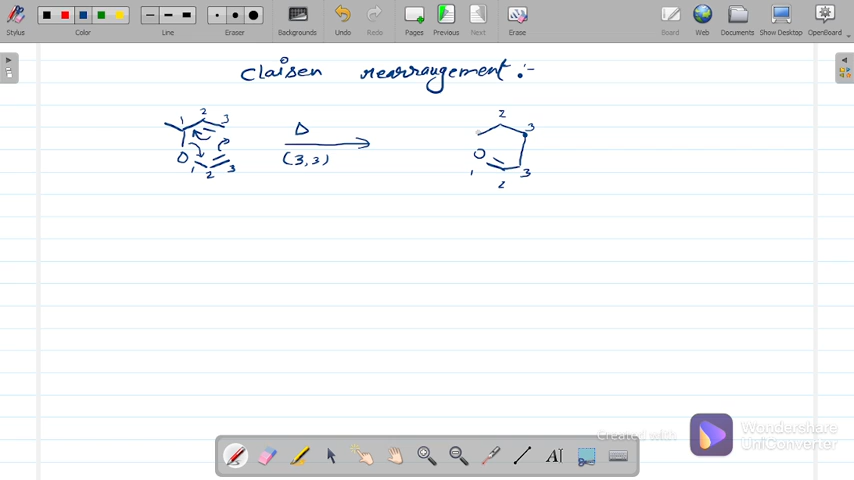 Stylus
Color
Line
Eraser
Backgrounds
Undo
Redo
Pages
Previous
Next
Erase
Board
Web
Documents
Show Desktop
OpenBoard
Claisen rearrangement :-
1 2 3
O 1 2 3
Δ
(3,3)
2 3
O
1 2 3
Created with
Wondershare
UniConverter